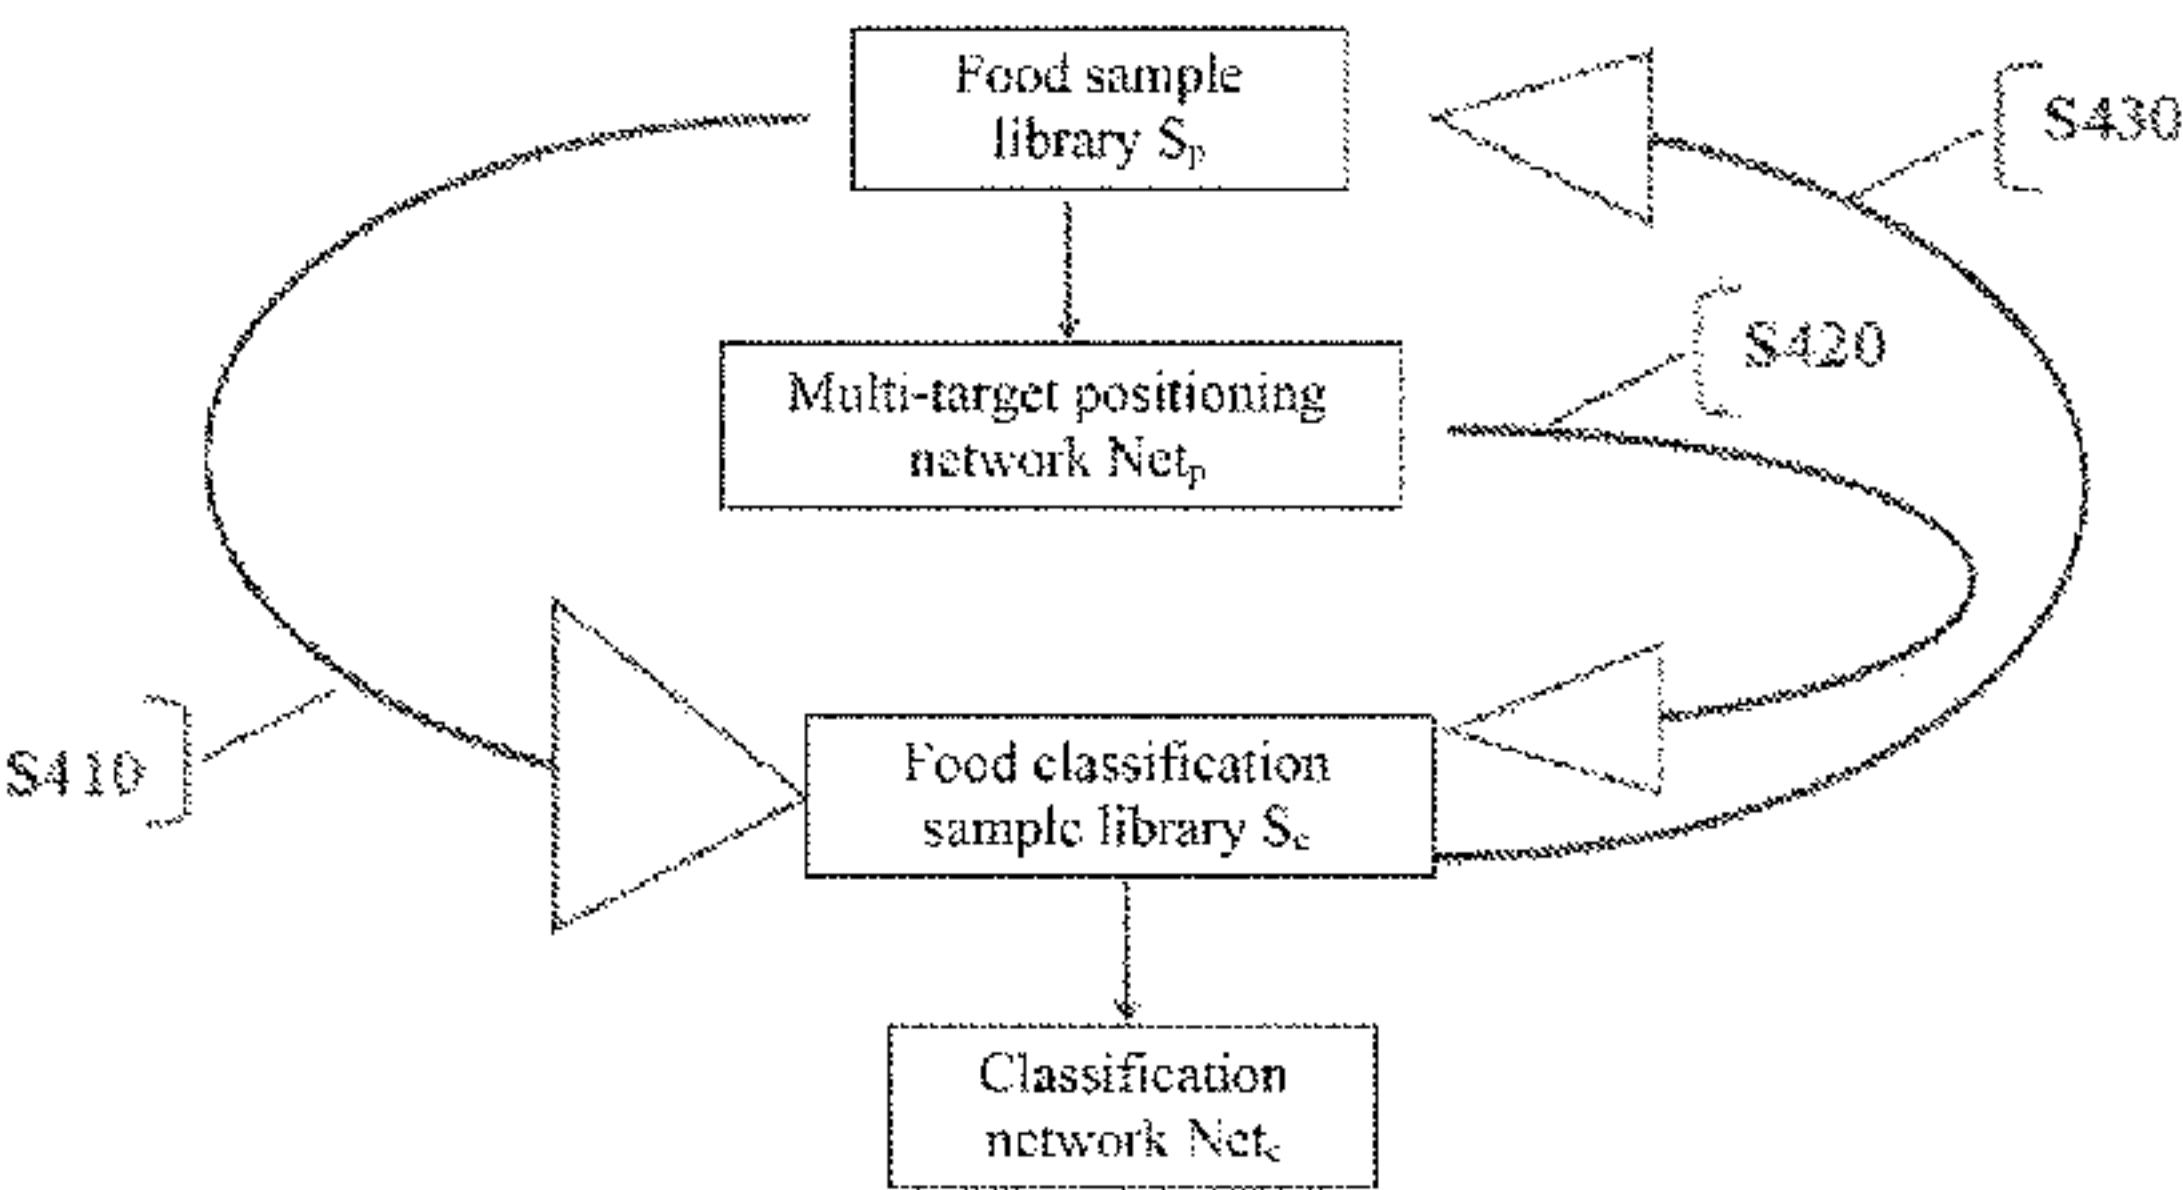 Food sample
library Sp
S430
S420
Multi-target positioning
network Netp
S410
Food classification
sample library Sc
Classification
network Netc